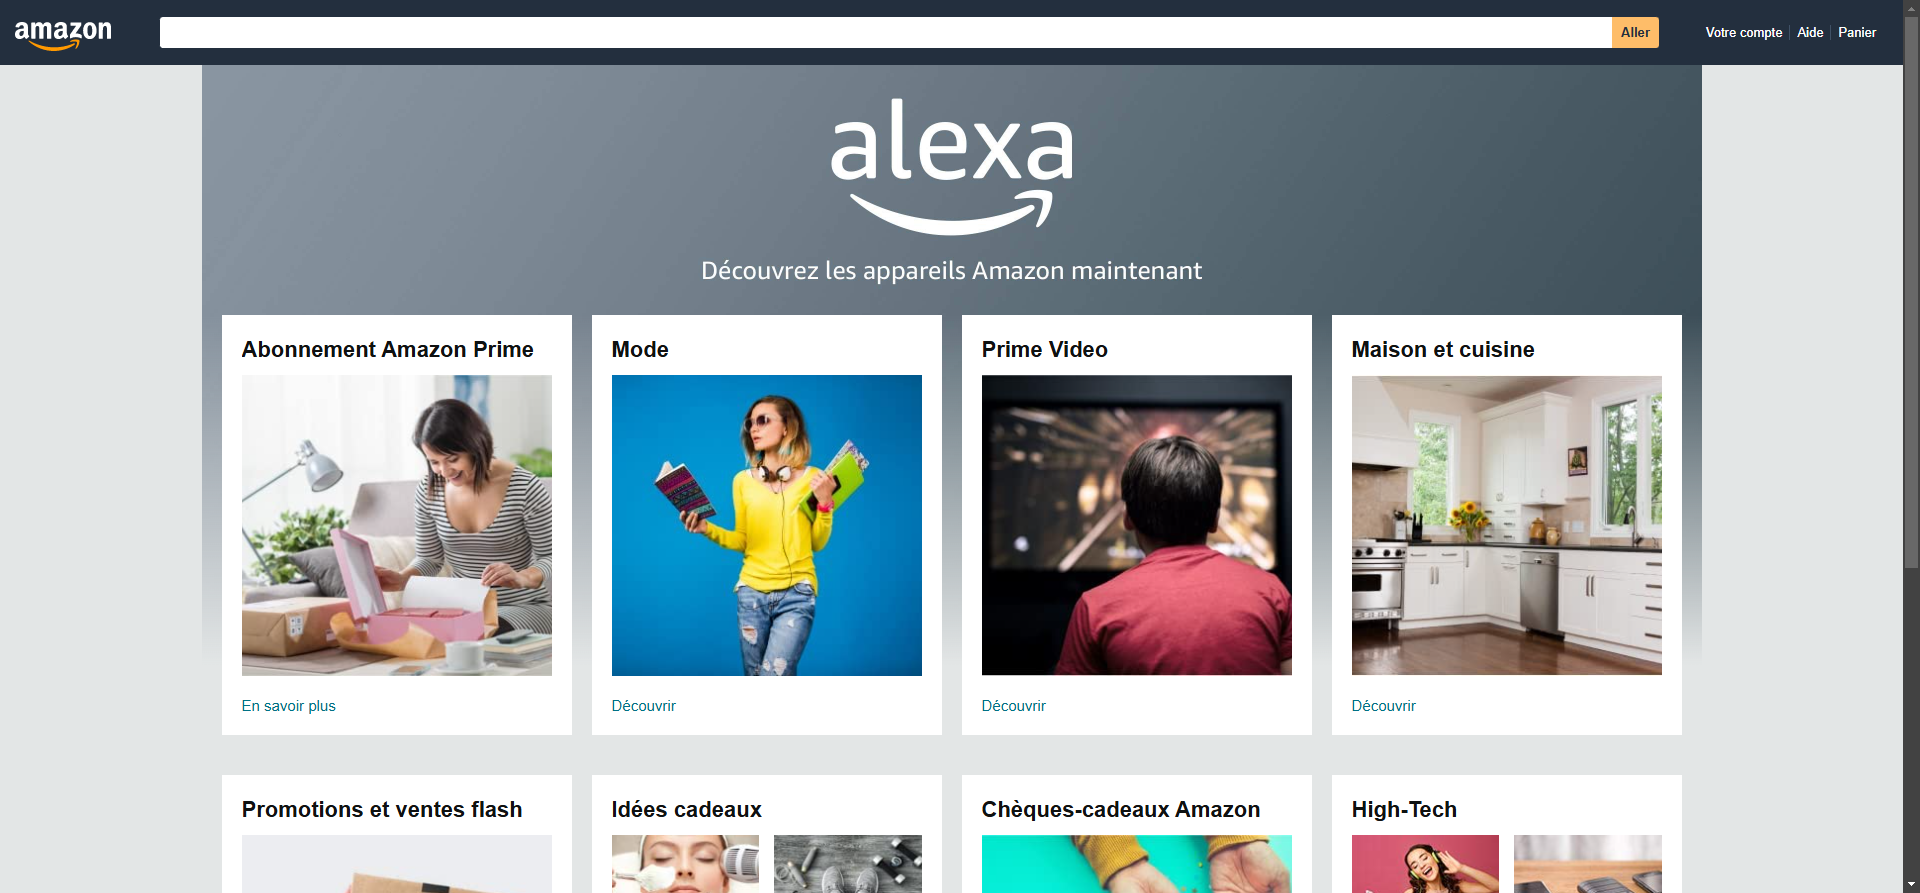 amazon
Aller
Votre compte
Aide
Panier
alexa
Découvrez les appareils Amazon maintenant
Abonnement Amazon Prime
Mode
Prime Video
Maison et cuisine
En savoir plus
Découvrir
Découvrir
Découvrir
Promotions et ventes flash
Idées cadeaux
Chèques-cadeaux Amazon
High-Tech